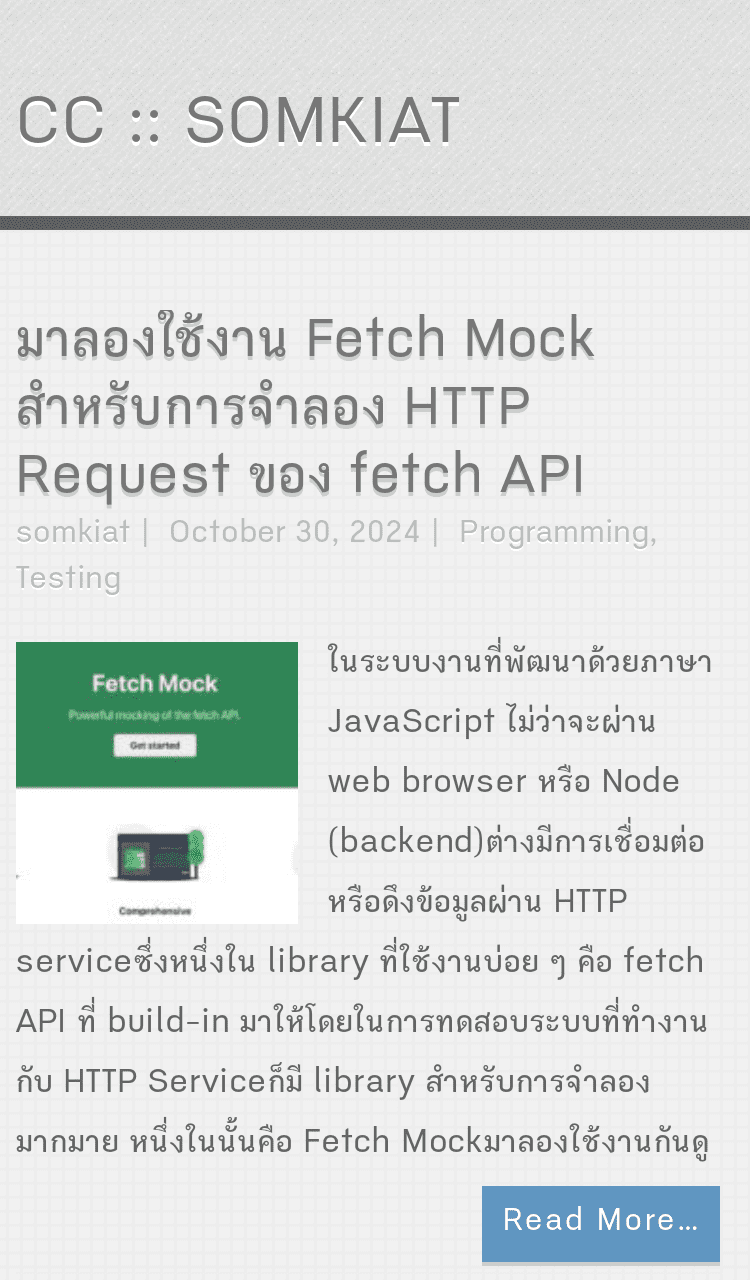 CC :: SOMKIAT
มาลองใช้งาน Fetch Mock
สำหรับการจำลอง HTTP
Request ของ fetch API
somkiat | October 30, 2024 | Programming,
Testing
Fetch Mock
Powerful mocking of the fetch API.
Get started
Comprehensive
ในระบบงานที่พัฒนาด้วยภาษา
JavaScript ไม่ว่าจะผ่าน
web browser หรือ Node
(backend)ต่างมีการเชื่อมต่อ
หรือดึงข้อมูลผ่าน HTTP
serviceซึ่งหนึ่งใน library ที่ใช้งานบ่อย ๆ คือ fetch
API ที่ build-in มาให้โดยในการทดสอบระบบที่ทำงาน
กับ HTTP Serviceก็มี library สำหรับการจำลอง
มากมาย หนึ่งในนั้นคือ Fetch Mockมาลองใช้งานกันดู
Read More…